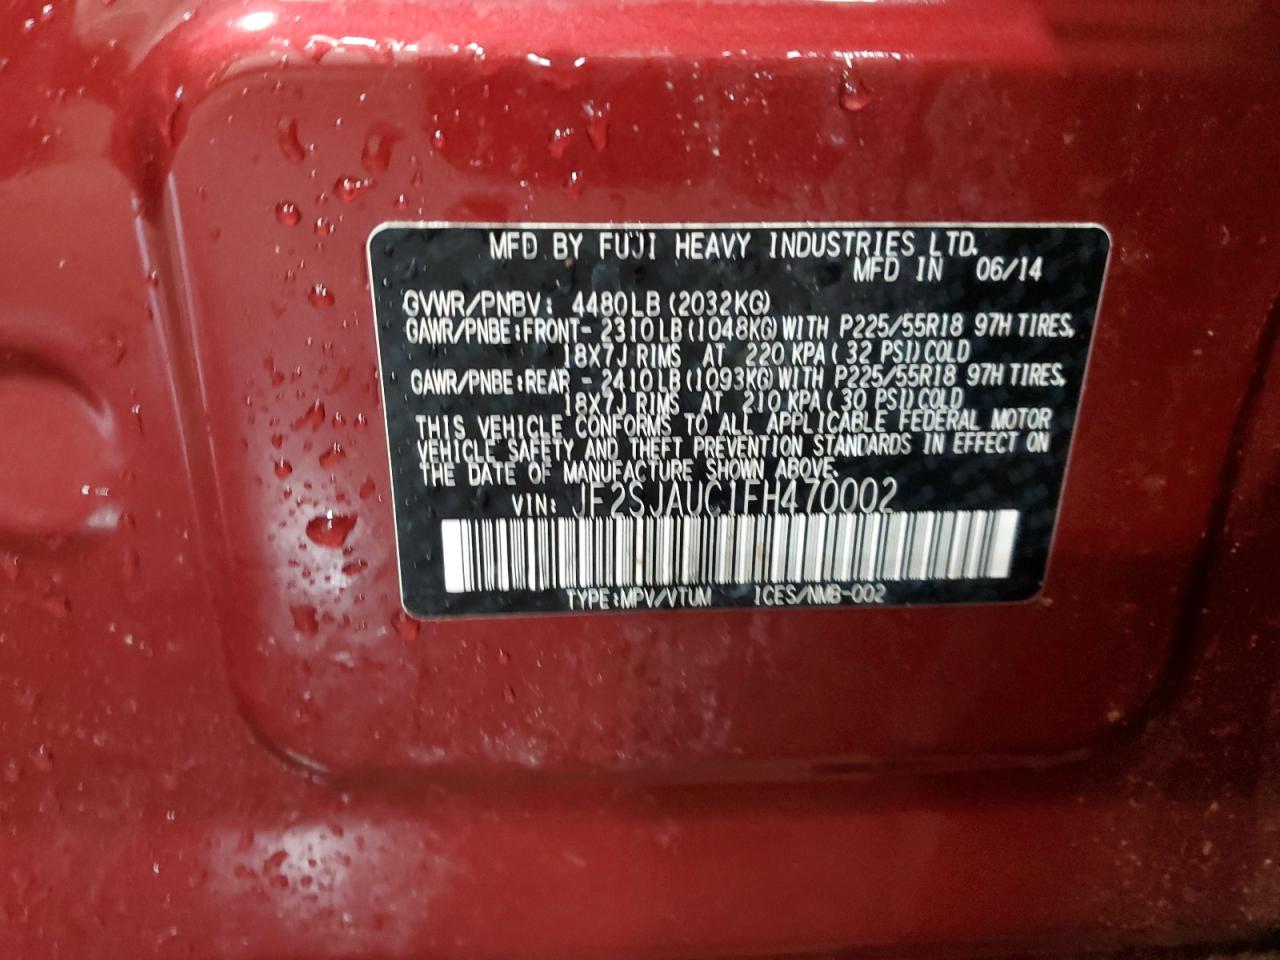 MFD BY FUJI HEAVY INDUSTRIES LTD.
MFD IN 06/14
GVWR/PNBV: 4480LB(2032KG)
GAWR/PNBE:FRONT- 2310LB(1048KG)WITH P225/55R18 97H TIRES,
18X7J RIMS AT 220 KPA(32 PSI)COLD
GAWR/PNBE:REAR - 2410LB(1093KG)WITH P225/55R18 97H TIRES,
18X7J RIMS AT 210 KPA(30 PSI)COLD
THIS VEHICLE CONFORMS TO ALL APPLICABLE FEDERAL MOTOR
VEHICLE SAFETY AND THEFT PREVENTION STANDARDS IN EFFECT ON
THE DATE OF MANUFACTURE SHOWN ABOVE.
VIN: JF2SJAUC1FH470002
TYPE:MPV/VTUM ICES/NMB-002